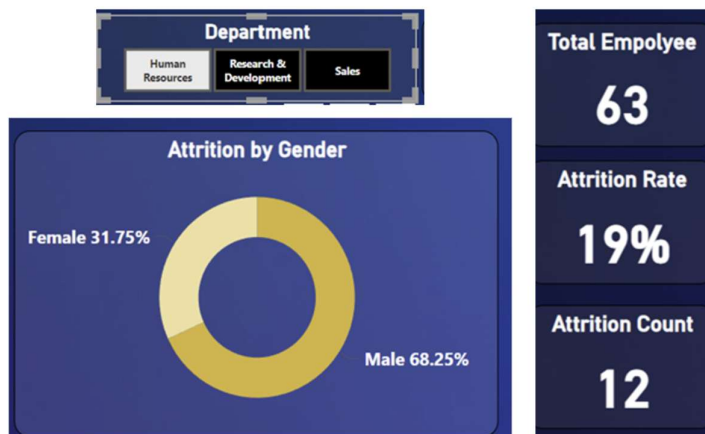 Department
Human
Resources
Research &
Development
Sales
Attrition by Gender
Female 31.75%
Male 68.25%
Total Empolyee
63
Attrition Rate
19%
Attrition Count
12